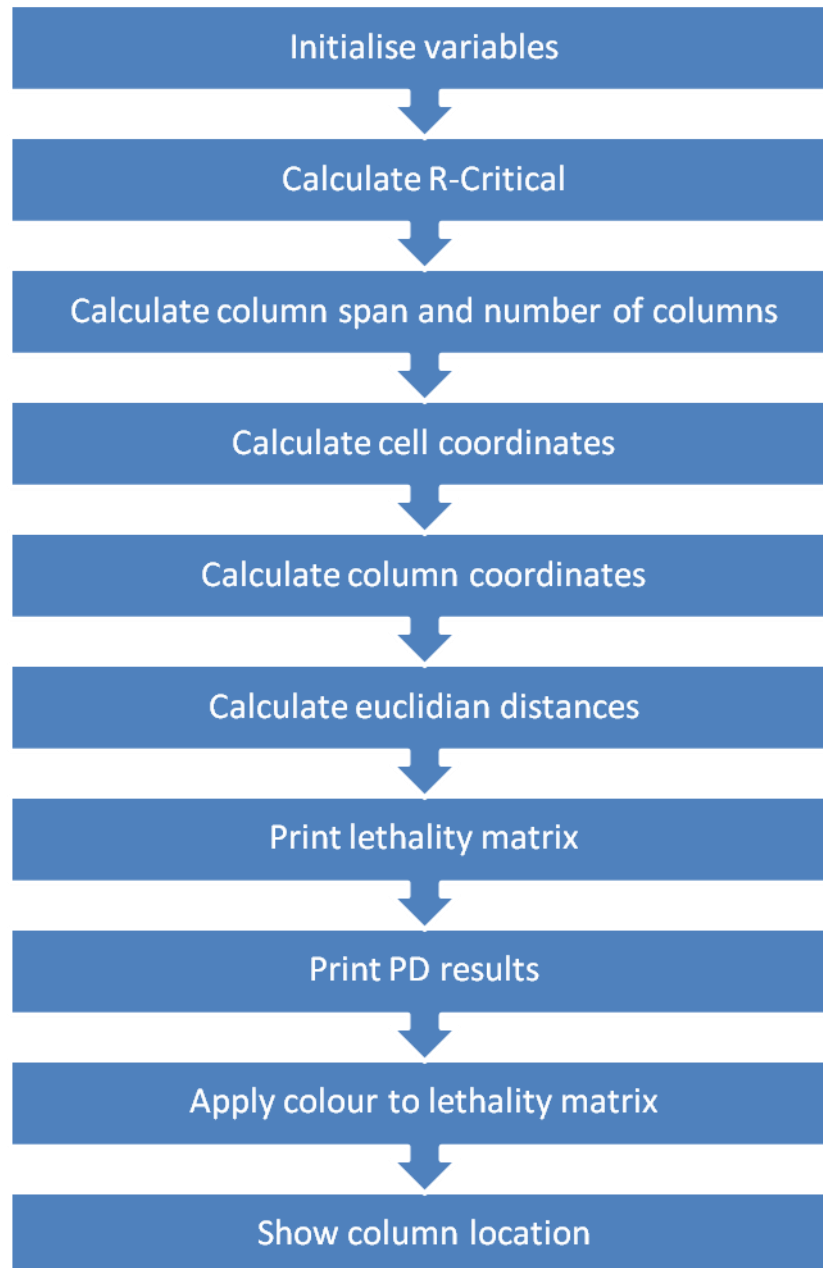 Initialise variables
Calculate R-Critical
Calculate column span and number of columns
Calculate cell coordinates
Calculate column coordinates
Calculate euclidian distances
Print lethality matrix
Print PD results
Apply colour to lethality matrix
Show column location